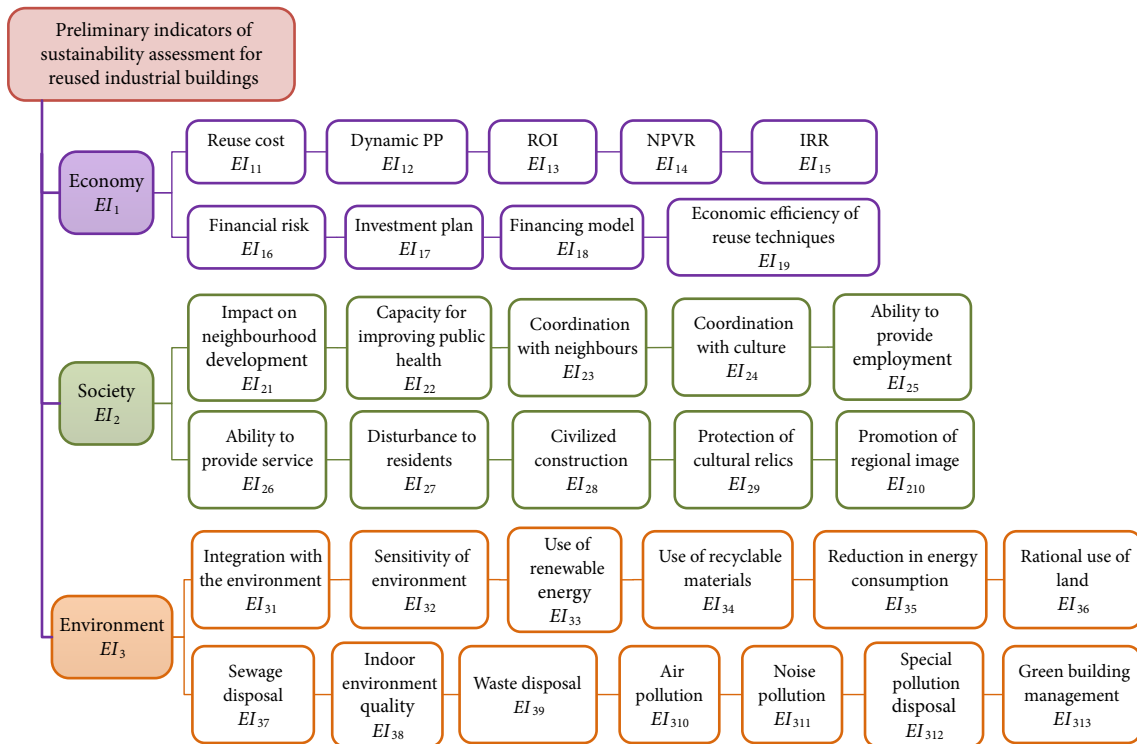 Preliminary indicators of
sustainability assessment for
reused industrial buildings
Economy
EI₁
Reuse cost
EI₁₁
Dynamic PP
EI₁₂
ROI
EI₁₃
NPVR
EI₁₄
IRR
EI₁₅
Financial risk
EI₁₆
Investment plan
EI₁₇
Financing model
EI₁₈
Economic efficiency of
reuse techniques
EI₁₉
Society
EI₂
Impact on
neighbourhood
development
EI₂₁
Capacity for
improving public
health
EI₂₂
Coordination
with neighbours
EI₂₃
Coordination
with culture
EI₂₄
Ability to
provide
employment
EI₂₅
Ability to
provide service
EI₂₆
Disturbance to
residents
EI₂₇
Civilized
construction
EI₂₈
Protection of
cultural relics
EI₂₉
Promotion of
regional image
EI₂₁₀
Environment
EI₃
Integration with
the environment
EI₃₁
Sensitivity of
environment
EI₃₂
Use of
renewable
energy
EI₃₃
Use of recyclable
materials
EI₃₄
Reduction in energy
consumption
EI₃₅
Rational use of
land
EI₃₆
Sewage
disposal
EI₃₇
Indoor
environment
quality
EI₃₈
Waste disposal
EI₃₉
Air
pollution
EI₃₁₀
Noise
pollution
EI₃₁₁
Special
pollution
disposal
EI₃₁₂
Green building
management
EI₃₁₃